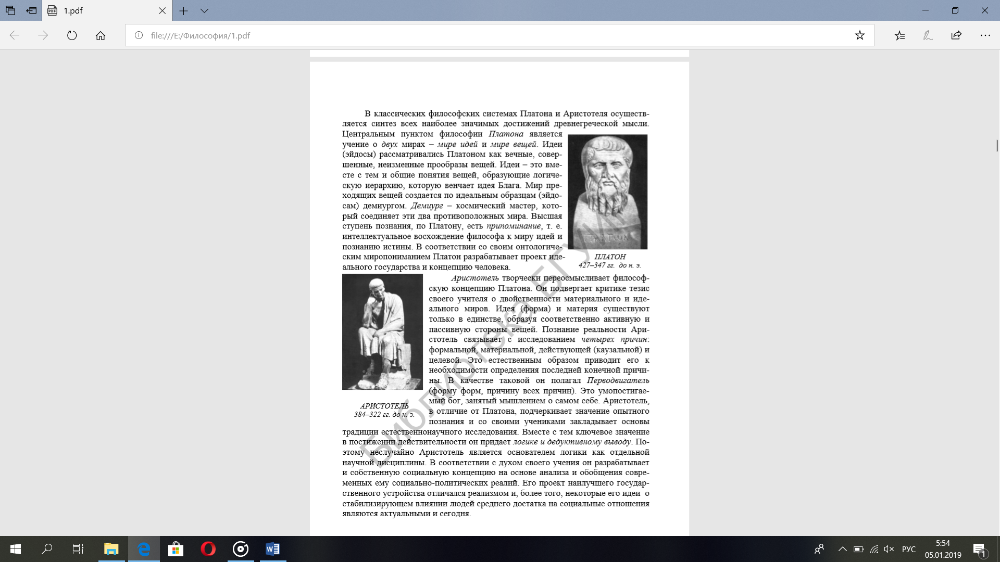 1.pdf
file:///E:/Философия/1.pdf
В классических философских системах Платона и Аристотеля осуществ-
ляется синтез всех наиболее значимых достижений древнегреческой мысли.
Центральным пунктом философии Платона является
учение о двух мирах – мире идей и мире вещей. Идеи
(эйдосы) рассматривались Платоном как вечные, совер-
шенные, неизменные прообразы вещей. Идеи – это вме-
сте с тем и общие понятия вещей, образующие логиче-
скую иерархию, которую венчает идея Блага. Мир пре-
ходящих вещей создается по идеальным образцам (эйдо-
сам) демиургом. Демиург – космический мастер, кото-
рый соединяет эти два противоположных мира. Высшая
ступень познания, по Платону, есть припоминание, т. е.
интеллектуальное восхождение философа к миру идей и
познанию истины. В соответствии со своим онтологиче-
ским миропониманием Платон разрабатывает проект иде-
ального государства и концепцию человека.
ΠΛΑΤΩΝ
ПЛАТОН
427–347 гг. до н. э.
Аристотель творчески переосмысливает философ-
скую концепцию Платона. Он подвергает критике тезис
своего учителя о двойственности материального и иде-
ального миров. Идея (форма) и материя существуют
только в единстве, образуя соответственно активную и
пассивную стороны вещей. Познание реальности Ари-
стотель связывает с исследованием четырех причин:
формальной, материальной, действующей (каузальной) и
целевой. Это естественным образом приводит его к
необходимости определения последней конечной причи-
ны. В качестве таковой он полагал Перводвигатель
(форму форм, причину всех причин). Это умопостигае-
мый бог, занятый мышлением о самом себе. Аристотель,
в отличие от Платона, подчеркивает значение опытного
познания и со своими учениками закладывает основы
АРИСТОТЕЛЬ
384–322 гг. до н. э.
традиции естественнонаучного исследования. Вместе с тем ключевое значение
в постижении действительности он придает логике и дедуктивному выводу. По-
этому неслучайно Аристотель является основателем логики как отдельной
научной дисциплины. В соответствии с духом своего учения он разрабатывает
и собственную социальную концепцию на основе анализа и обобщения совре-
менных ему социально-политических реалий. Его проект наилучшего государ-
ственного устройства отличался реализмом и, более того, некоторые его идеи о
стабилизирующем влиянии людей среднего достатка на социальные отношения
являются актуальными и сегодня.
Библиотека
РУС
5:54
05.01.2019
1